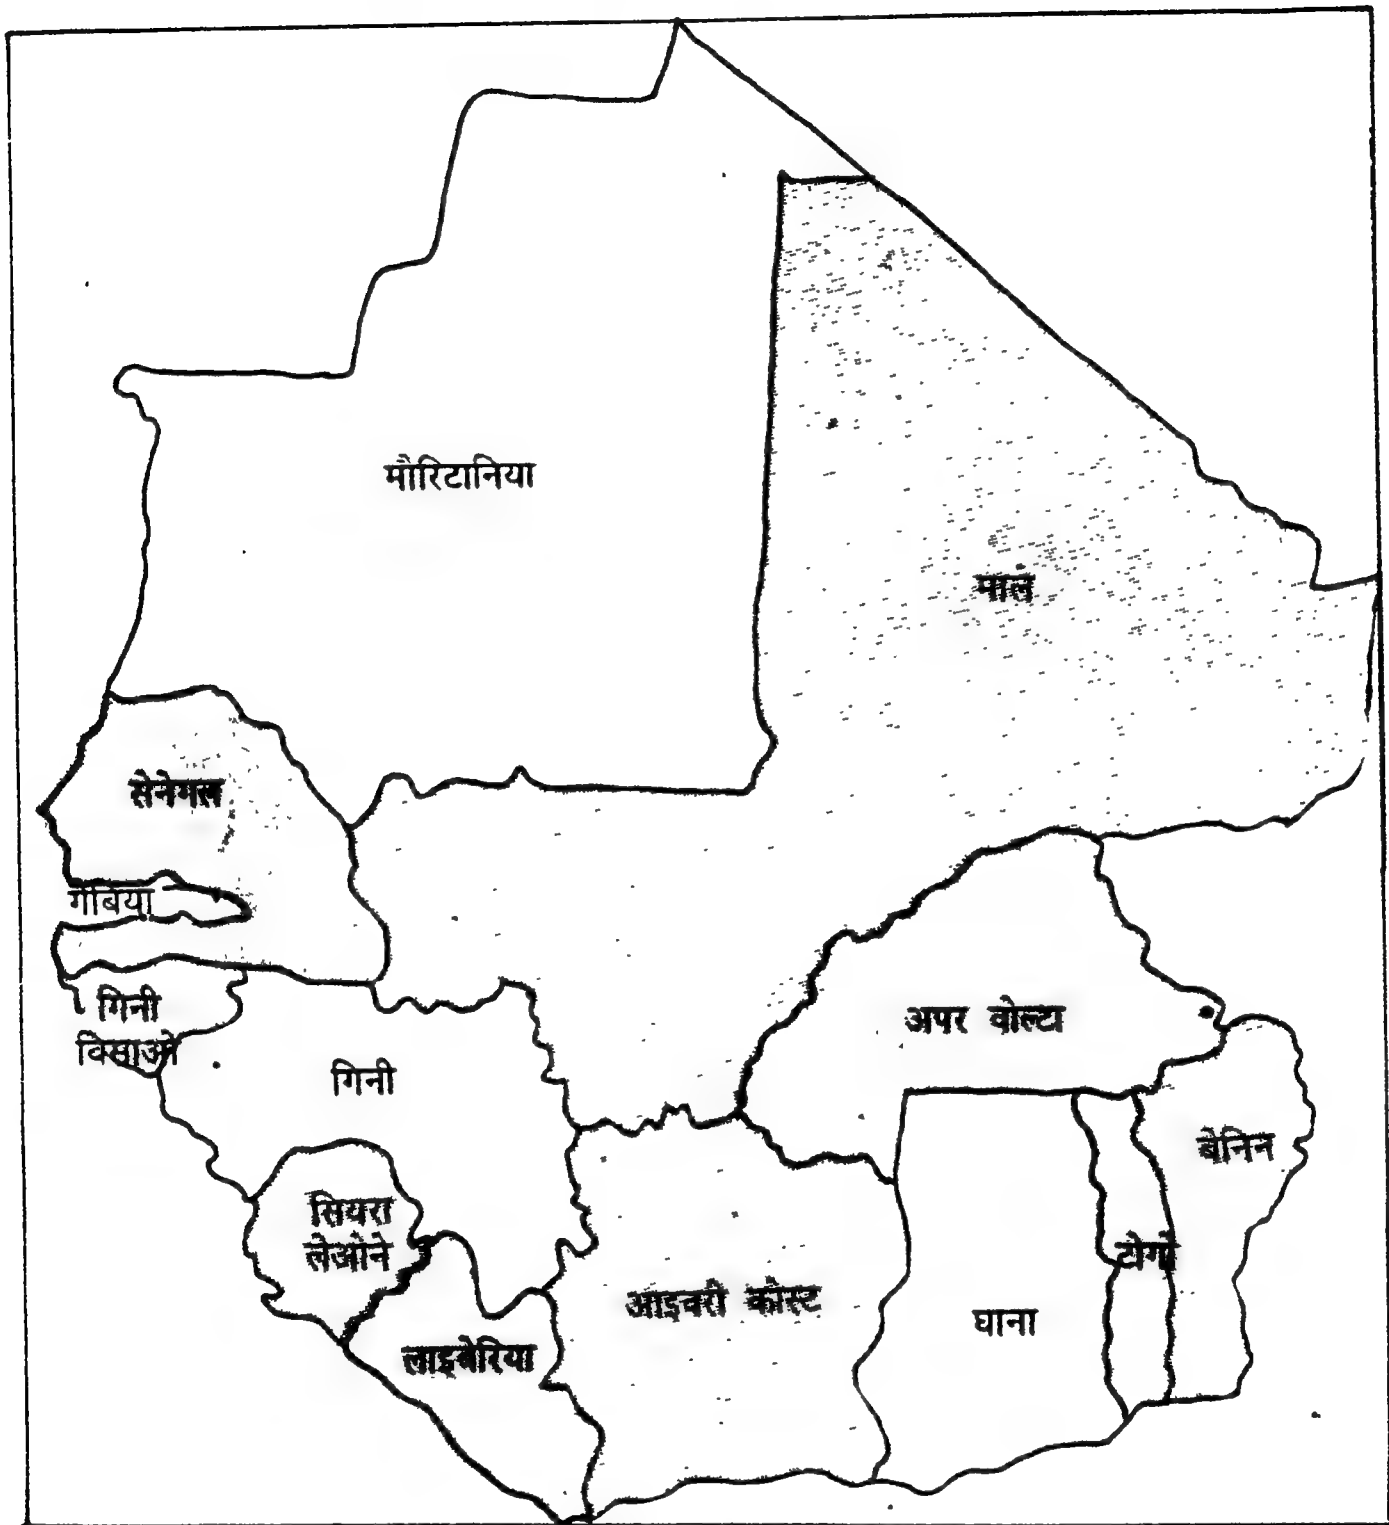 मौरिटानिया
माल
सेनेगल
गेंबिया
गिनी
विसाओ
गिनी
अपर वोल्टा
बेनिन
सियरा
लेओने
टोगो
आइवरी कोस्ट
घाना
लाइबेरिया